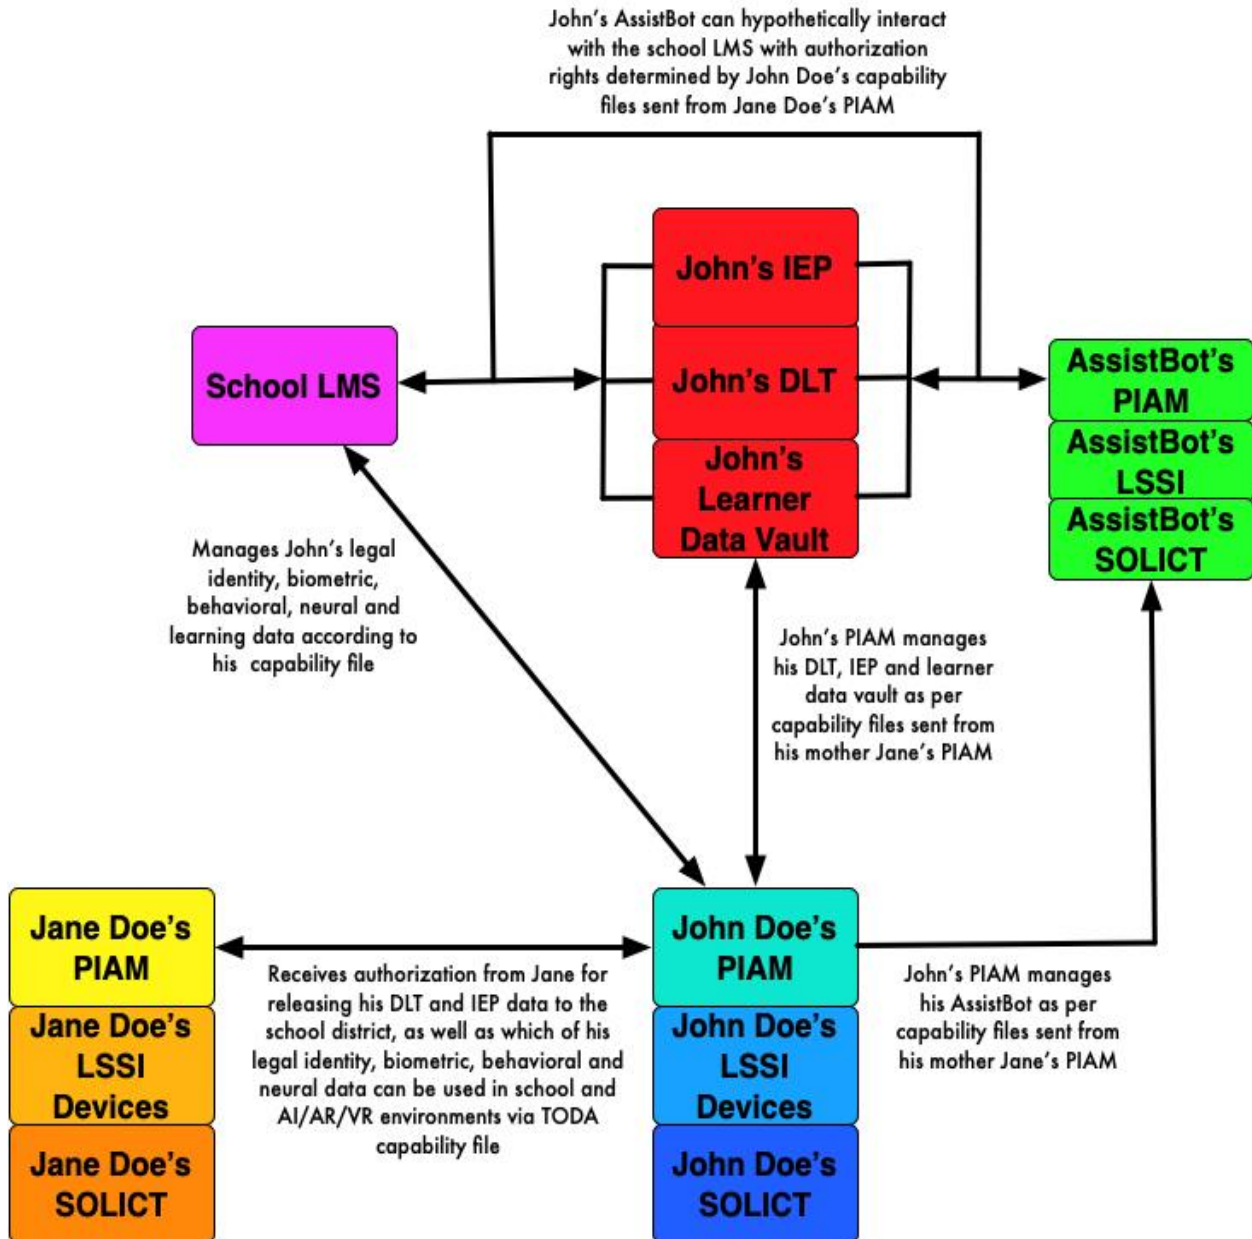 John's AssistBot can hypothetically interact
with the school LMS with authorization
rights determined by John Doe's capability
files sent from Jane Doe's PIAM
John's IEP
School LMS
John's DLT
AssistBot's
PIAM
John's
Learner
Data Vault
AssistBot's
LSSI
AssistBot's
SOLICT
Manages John's legal
identity, biometric,
behavioral, neural and
learning data according to
his capability file
John's PIAM manages
his DLT, IEP and learner
data vault as per
capability files sent from
his mother Jane's PIAM
Jane Doe's
PIAM
Jane Doe's
LSSI
Devices
Jane Doe's
SOLICT
Receives authorization from Jane for
releasing his DLT and IEP data to the
school district, as well as which of his
legal identity, biometric, behavioral and
neural data can be used in school and
AI/AR/VR environments via TODA
capability file
John Doe's
PIAM
John Doe's
LSSI
Devices
John Doe's
SOLICT
John's PIAM manages
his AssistBot as per
capability files sent from
his mother Jane's PIAM